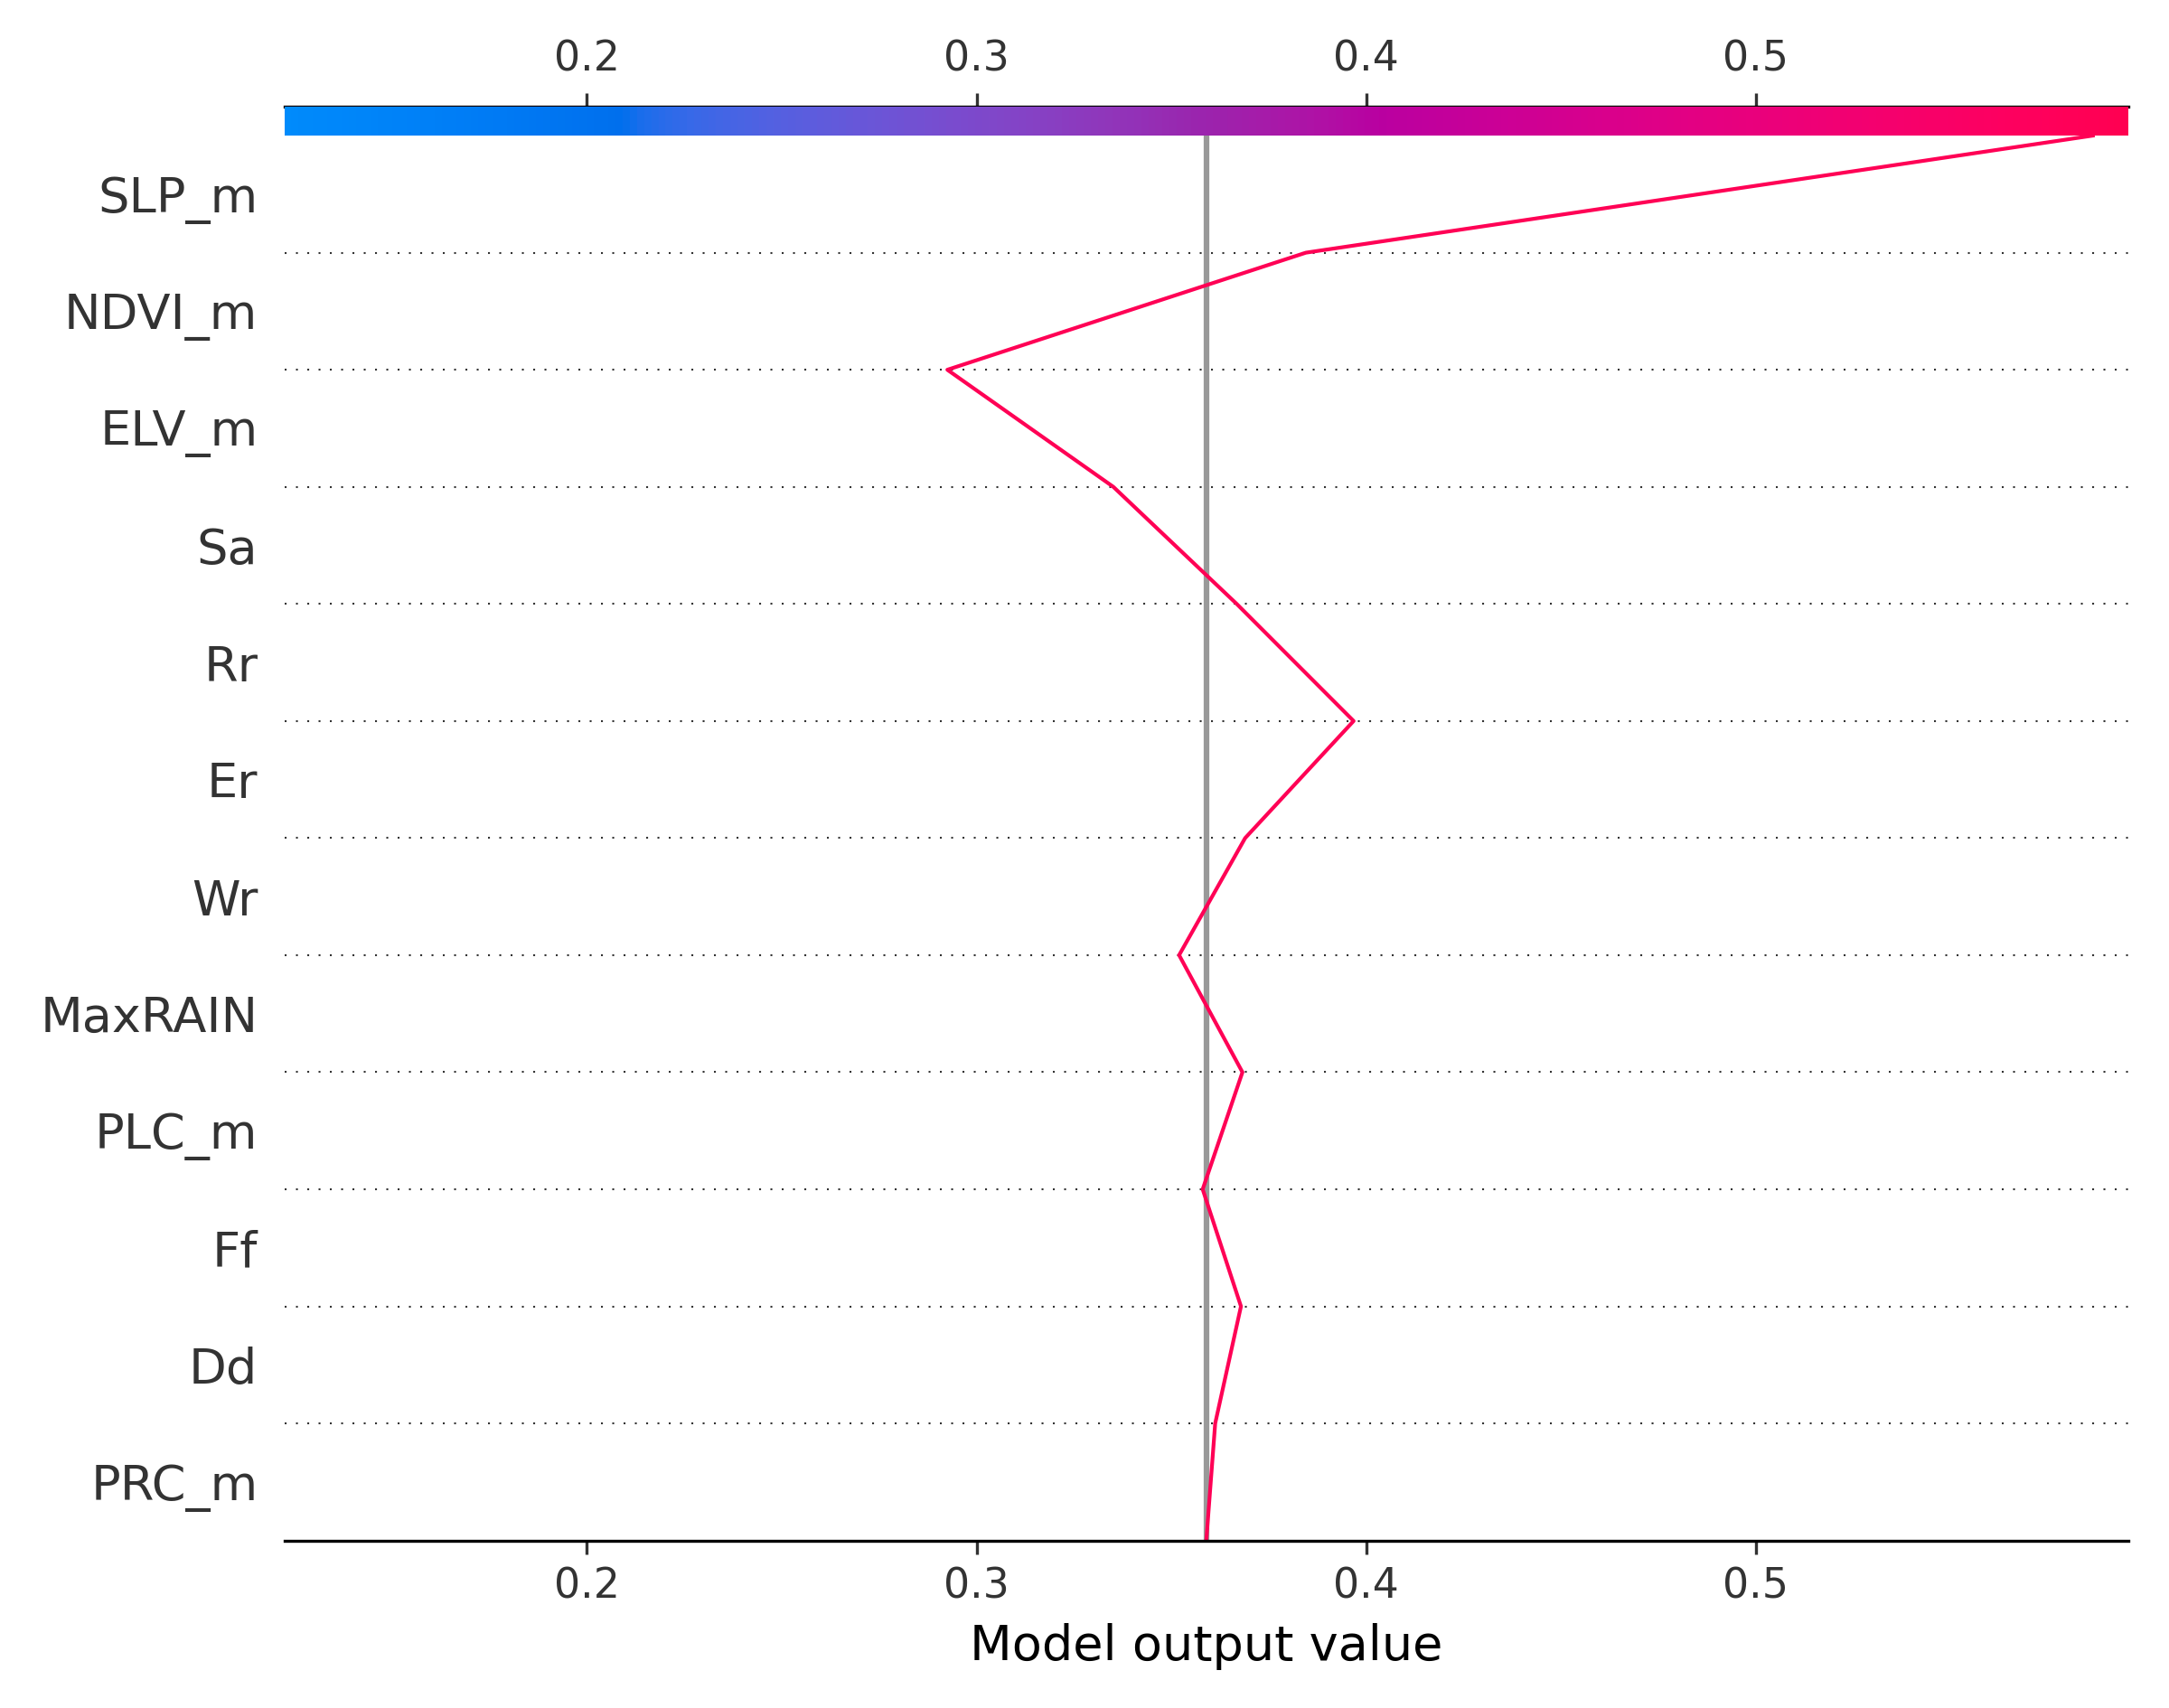 0.2 0.3 0.4 0.5
SLP_m
NDVI_m
ELV_m
Sa
Rr
Er
Wr
MaxRAIN
PLC_m
Ff
Dd
PRC_m
0.2 0.3 0.4 0.5
Model output value